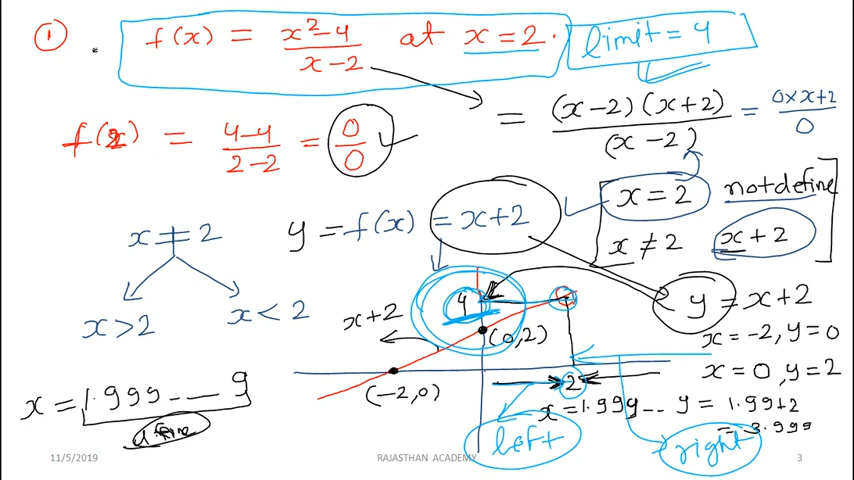 ① . f(x) = x²-4 / x-2 at x=2. limit=4
= (x-2)(x+2) / (x-2) = 0×x+2 / 0
f(2) = 4-4 / 2-2 = 0/0
x=2 not define
x≠2 x+2
y=f(x) = x+2
x≠2
x>2 x<2
4
y=x+2
x+2
(0,2)
x=-2, y=0
x=0, y=2
(-2,0)
2
x=1.999---9
x=1.999-- y=1.99+2
=3.999
left
right
11/5/2019 RAJASTHAN ACADEMY 3